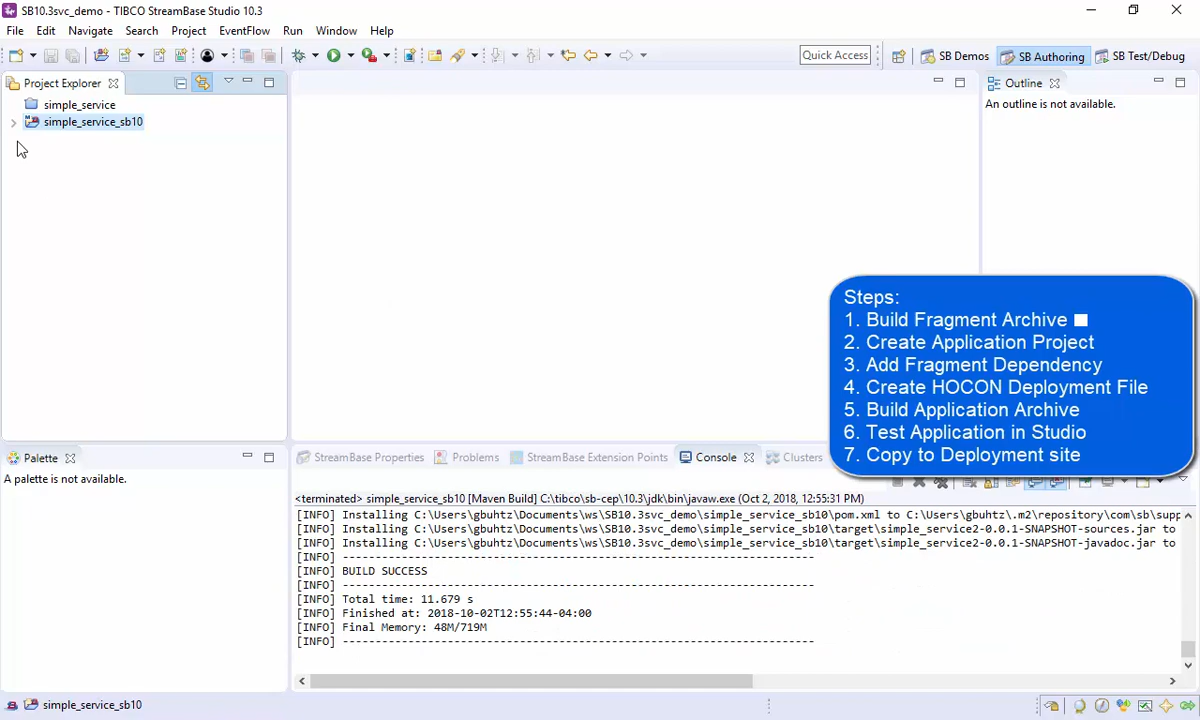 SB10.3svc_demo - TIBCO StreamBase Studio 10.3
File Edit Navigate Search Project EventFlow Run Window Help
Quick Access
SB Demos
SB Authoring
SB Test/Debug
Project Explorer
simple_service
simple_service_sb10
Outline
An outline is not available.
Steps:
1. Build Fragment Archive
2. Create Application Project
3. Add Fragment Dependency
4. Create HOCON Deployment File
5. Build Application Archive
6. Test Application in Studio
7. Copy to Deployment site
Palette
A palette is not available.
StreamBase Properties
Problems
StreamBase Extension Points
Console
Clusters
<terminated> simple_service_sb10 [Maven Build] C:\tibco\sb-cep\10.3\jdk\bin\javaw.exe (Oct 2, 2018, 12:55:31 PM)
[INFO] Installing C:\Users\gbuhtz\Documents\ws\SB10.3svc_demo\simple_service_sb10\pom.xml to C:\Users\gbuhtz\.m2\repository\com\sb\supp
[INFO] Installing C:\Users\gbuhtz\Documents\ws\SB10.3svc_demo\simple_service_sb10\target\simple_service2-0.0.1-SNAPSHOT-sources.jar to
[INFO] Installing C:\Users\gbuhtz\Documents\ws\SB10.3svc_demo\simple_service_sb10\target\simple_service2-0.0.1-SNAPSHOT-javadoc.jar to
[INFO] ------------------------------------------------------------------------
[INFO] BUILD SUCCESS
[INFO] ------------------------------------------------------------------------
[INFO] Total time: 11.679 s
[INFO] Finished at: 2018-10-02T12:55:44-04:00
[INFO] Final Memory: 48M/719M
[INFO] ------------------------------------------------------------------------
simple_service_sb10